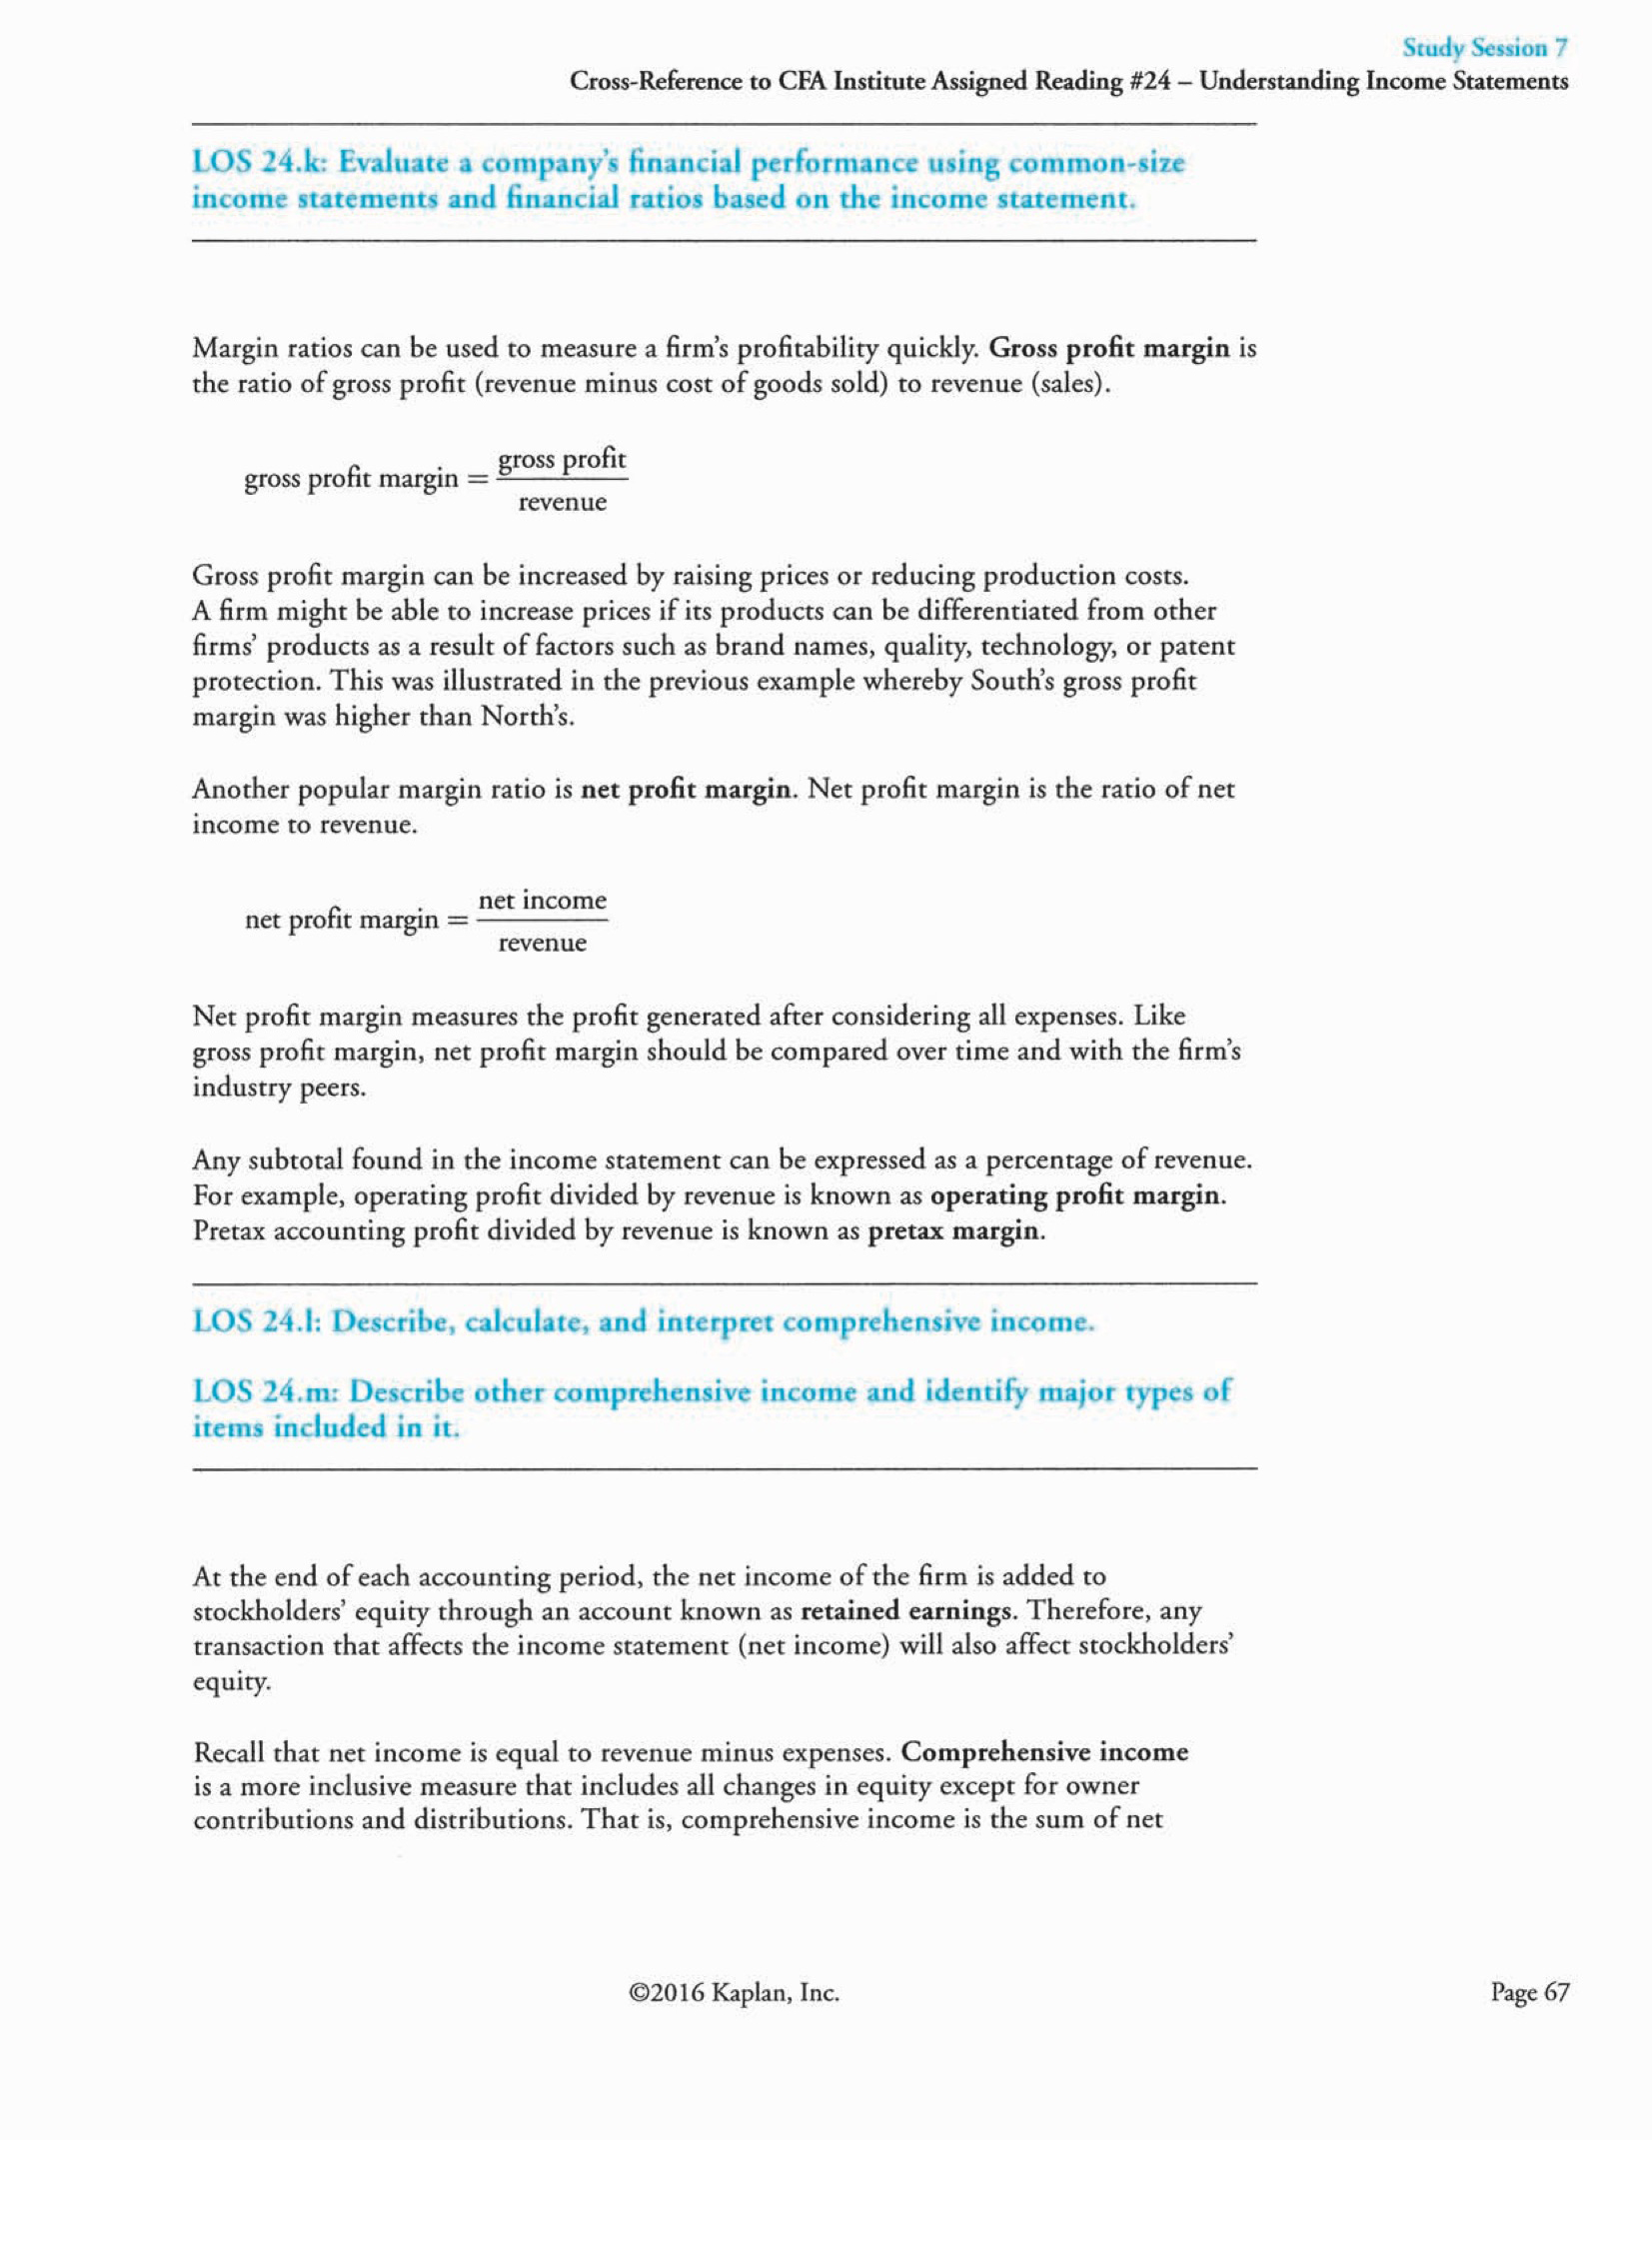 Study Session 7
Cross-Reference to CFA Institute Assigned Reading #24 – Understanding Income Statements
LOS 24.k: Evaluate a company's financial performance using common-size
income statements and financial ratios based on the income statement.
Margin ratios can be used to measure a firm's profitability quickly. Gross profit margin is
the ratio of gross profit (revenue minus cost of goods sold) to revenue (sales).
gross profit margin = gross profit
revenue
Gross profit margin can be increased by raising prices or reducing production costs.
A firm might be able to increase prices if its products can be differentiated from other
firms' products as a result of factors such as brand names, quality, technology, or patent
protection. This was illustrated in the previous example whereby South's gross profit
margin was higher than North's.
Another popular margin ratio is net profit margin. Net profit margin is the ratio of net
income to revenue.
net profit margin = net income
revenue
Net profit margin measures the profit generated after considering all expenses. Like
gross profit margin, net profit margin should be compared over time and with the firm's
industry peers.
Any subtotal found in the income statement can be expressed as a percentage of revenue.
For example, operating profit divided by revenue is known as operating profit margin.
Pretax accounting profit divided by revenue is known as pretax margin.
LOS 24.l: Describe, calculate, and interpret comprehensive income.
LOS 24.m: Describe other comprehensive income and identify major types of
items included in it.
At the end of each accounting period, the net income of the firm is added to
stockholders' equity through an account known as retained earnings. Therefore, any
transaction that affects the income statement (net income) will also affect stockholders'
equity.
Recall that net income is equal to revenue minus expenses. Comprehensive income
is a more inclusive measure that includes all changes in equity except for owner
contributions and distributions. That is, comprehensive income is the sum of net
©2016 Kaplan, Inc.
Page 67